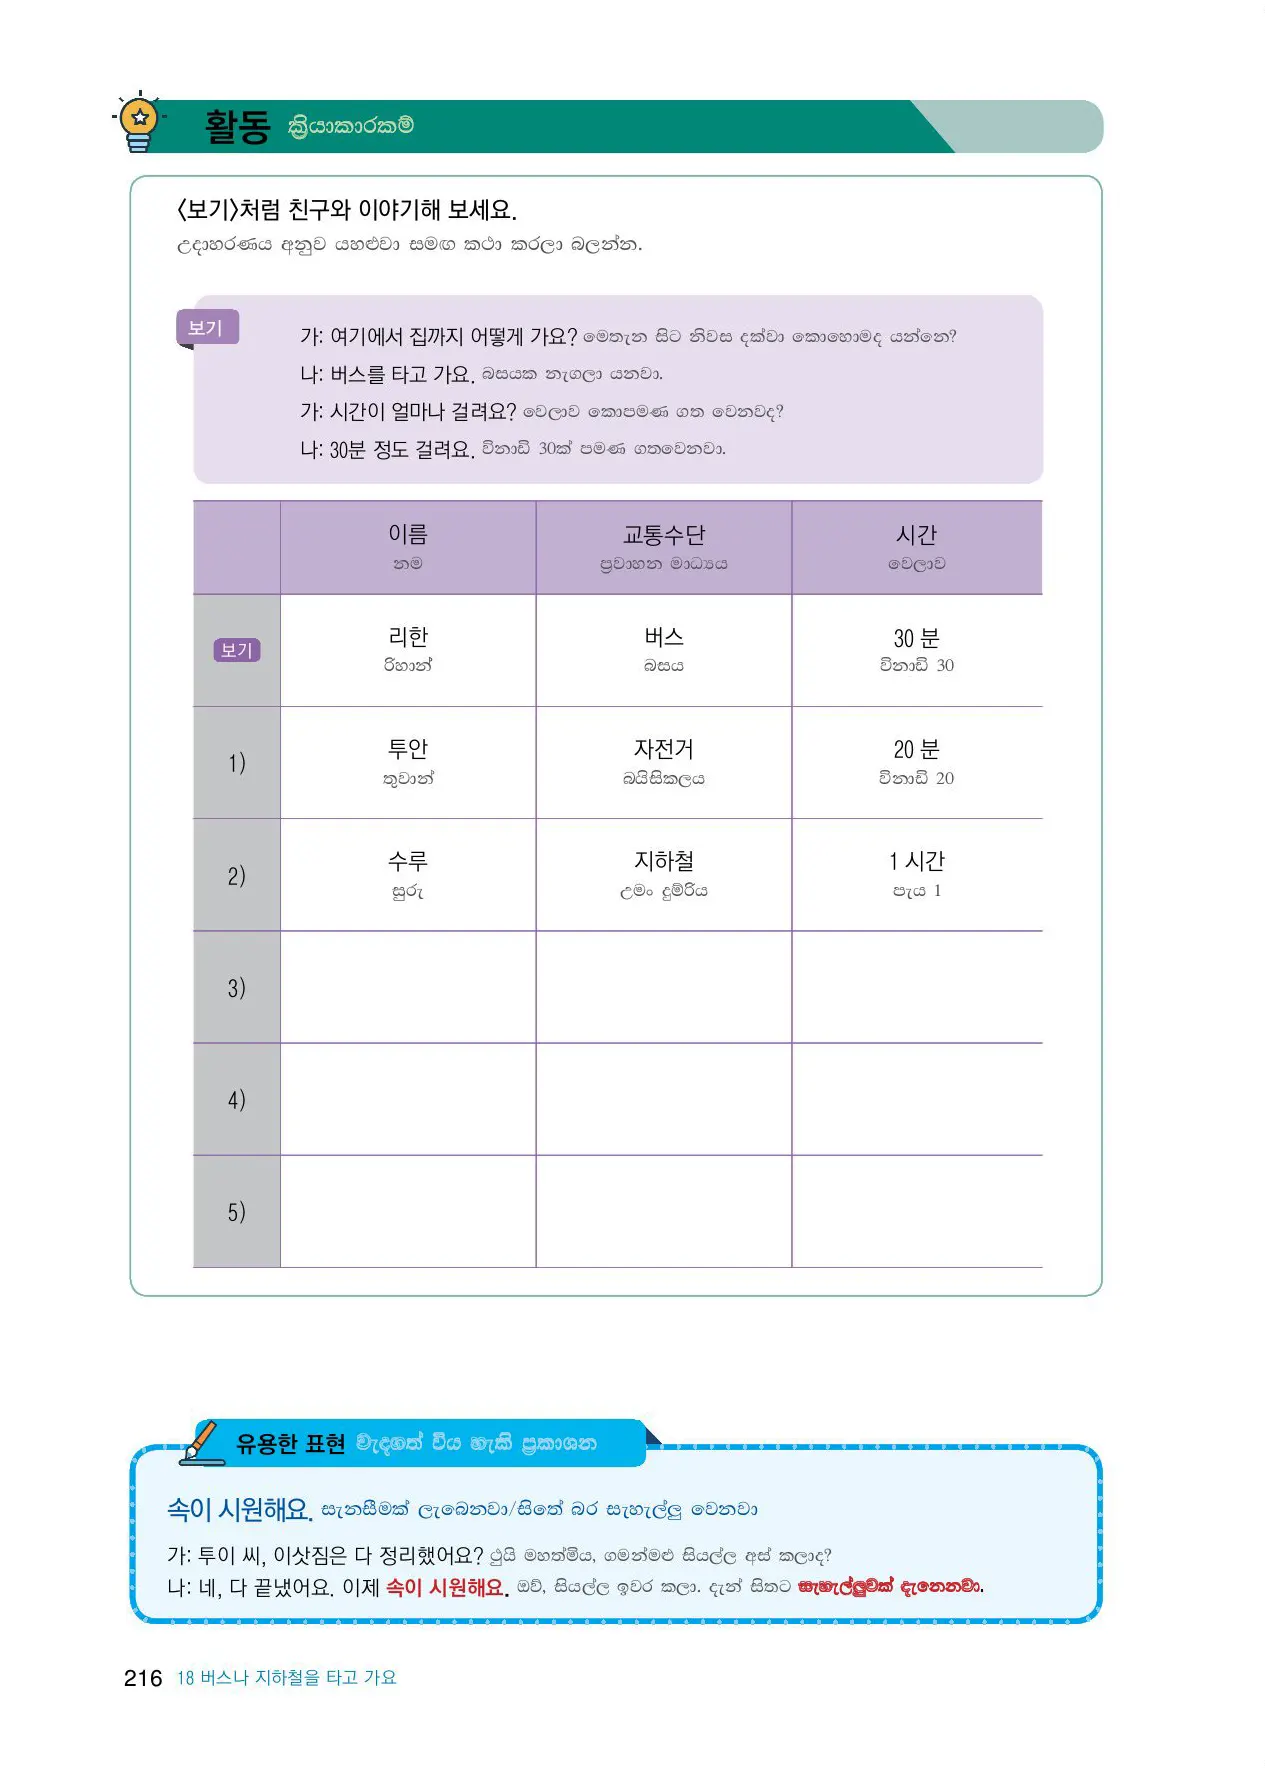 활동 ක්‍රියාකාරකම්
<보기>처럼 친구와 이야기해 보세요.
උදාහරණය අනුව යහළුවා සමඟ කථා කරලා බලන්න.
보기
가: 여기에서 집까지 어떻게 가요? මෙතැන සිට නිවස දක්වා කොහොමද යන්නෙ?
나: 버스를 타고 가요. බසයක නැගලා යනවා.
가: 시간이 얼마나 걸려요? වෙලාව කොපමණ ගත වෙනවද?
나: 30분 정도 걸려요. විනාඩි 30ක් පමණ ගතවෙනවා.
이름 교통수단 시간
නම ප්‍රවාහන මාධ්‍යය වෙලාව
보기 리한 버스 30 분
රිහාන් බසය විනාඩි 30
1) 투안 자전거 20 분
තුවාන් බයිසිකලය විනාඩි 20
2) 수루 지하철 1 시간
සුරු උමං දුම්රිය පැය 1
3)
4)
5)
유용한 표현 වැදගත් විය හැකි ප්‍රකාශන
속이 시원해요. සැනසීමක් ලැබෙනවා/සිතේ බර සැහැල්ලු වෙනවා
가: 투이 씨, 이삿짐은 다 정리했어요? ථුයි මහත්මිය, ගමන්මළු සියල්ල අස් කලාද?
나: 네, 다 끝냈어요. 이제 속이 시원해요. ඔව්, සියල්ල ඉවර කලා. දැන් සිතට සැහැල්ලුවක් දැනෙනවා.
216 18 버스나 지하철을 타고 가요